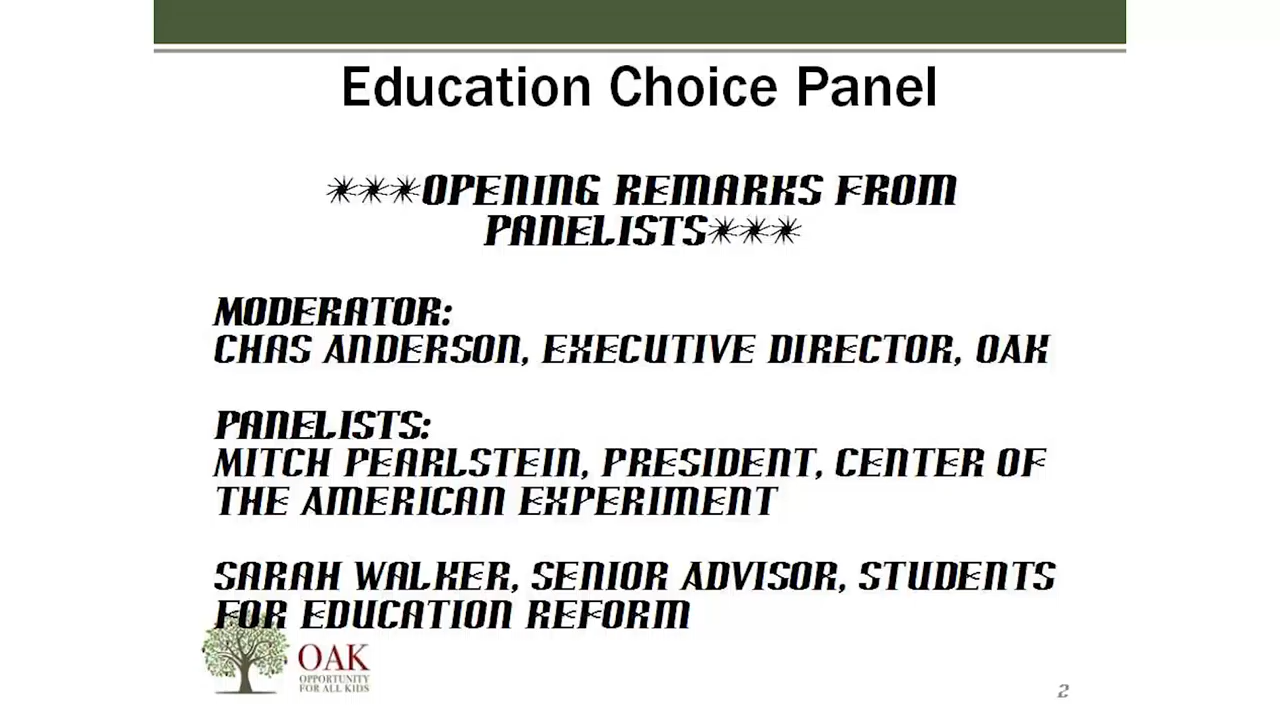 Education Choice Panel
***OPENING REMARKS FROM
PANELISTS***
MODERATOR:
CHAS ANDERSON, EXECUTIVE DIRECTOR, OAK
PANELISTS:
MITCH PEARLSTEIN, PRESIDENT, CENTER OF
THE AMERICAN EXPERIMENT
SARAH WALKER, SENIOR ADVISOR, STUDENTS
FOR EDUCATION REFORM
OAK
OPPORTUNITY
FOR ALL KIDS
2